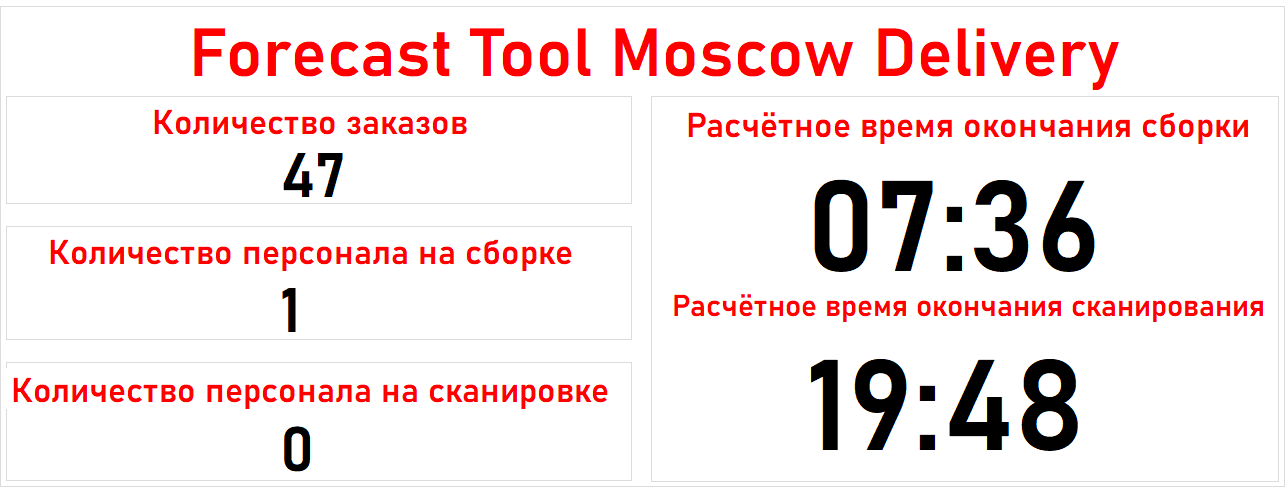 Forecast Tool Moscow Delivery
Количество заказов
47
Количество персонала на сборке
1
Количество персонала на сканировке
0
Расчётное время окончания сборки
07:36
Расчётное время окончания сканирования
19:48